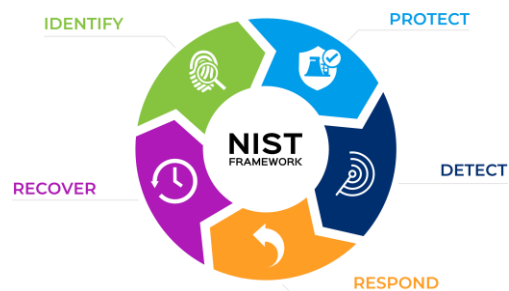 IDENTIFY
PROTECT
NIST
FRAMEWORK
DETECT
RECOVER
RESPOND